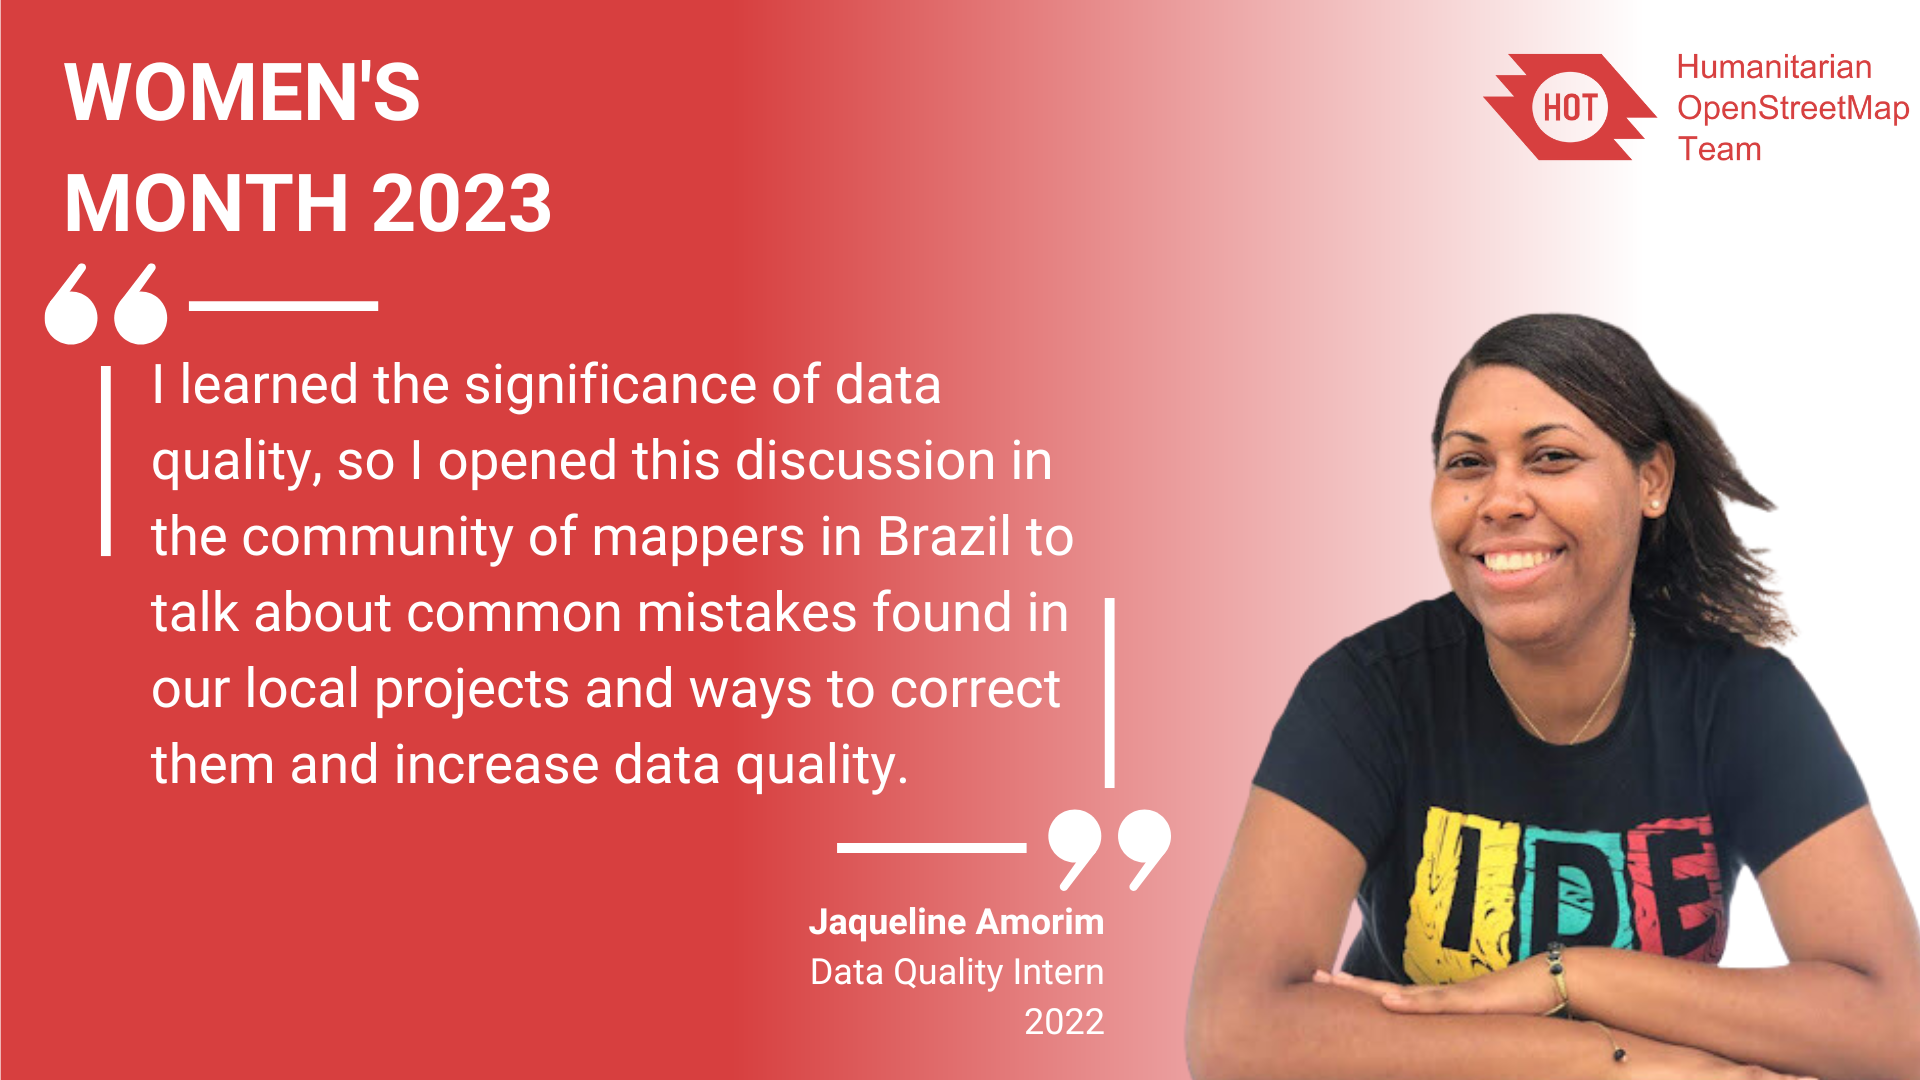 WOMEN'S
MONTH 2023
HOT
Humanitarian
OpenStreetMap
Team
“
I learned the significance of data
quality, so I opened this discussion in
the community of mappers in Brazil to
talk about common mistakes found in
our local projects and ways to correct
them and increase data quality.
”
Jaqueline Amorim
Data Quality Intern
2022
IDE